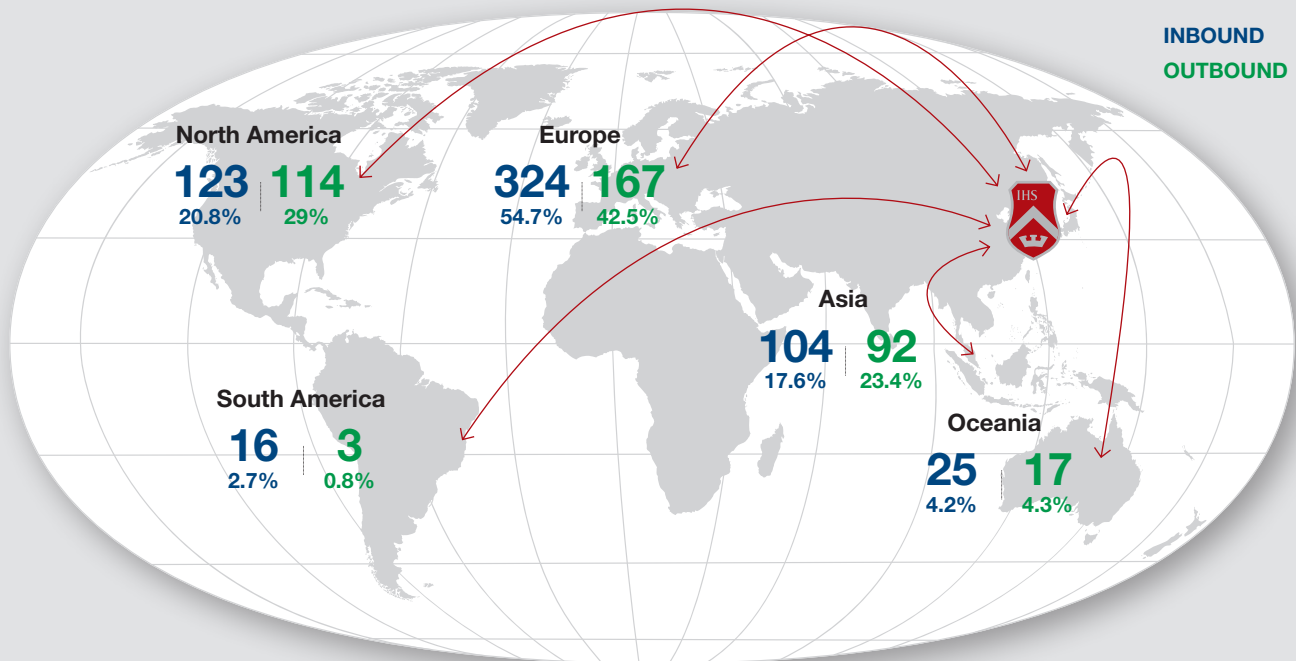 INBOUND
OUTBOUND
North America
123 114
20.8% 29%
Europe
324 167
54.7% 42.5%
IHS
Asia
104 92
17.6% 23.4%
South America
16 3
2.7% 0.8%
Oceania
25 17
4.2% 4.3%